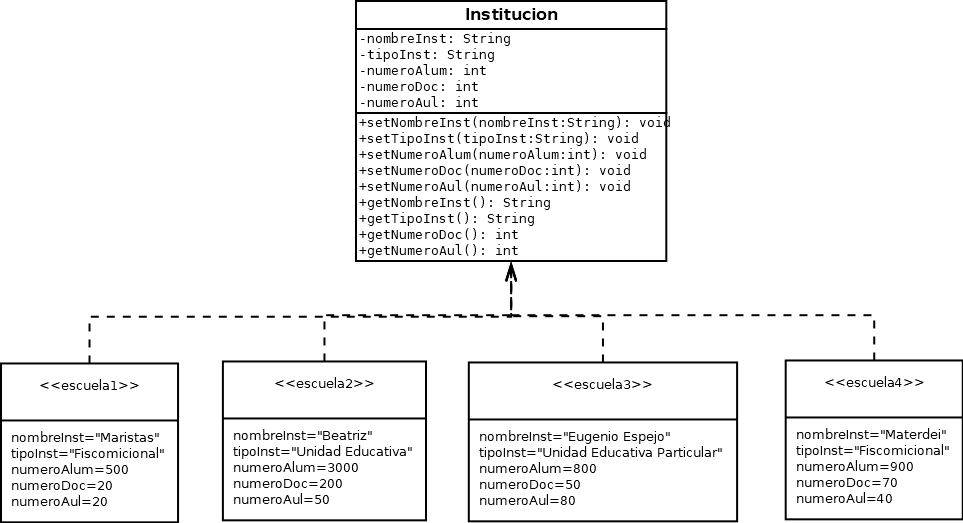 Institucion
-nombreInst: String
-tipoInst: String
-numeroAlum: int
-numeroDoc: int
-numeroAul: int
+setNombreInst(nombreInst:String): void
+setTipoInst(tipoInst:String): void
+setNumeroAlum(numeroAlum:int): void
+setNumeroDoc(numeroDoc:int): void
+setNumeroAul(numeroAul:int): void
+getNombreInst(): String
+getTipoInst(): String
+getNumeroDoc(): int
+getNumeroAul(): int
<<escuela1>>
nombreInst="Maristas"
tipoInst="Fiscomicional"
numeroAlum=500
numeroDoc=20
numeroAul=20
<<escuela2>>
nombreInst="Beatriz"
tipoInst="Unidad Educativa"
numeroAlum=3000
numeroDoc=200
numeroAul=50
<<escuela3>>
nombreInst="Eugenio Espejo"
tipoInst="Unidad Educativa Particular"
numeroAlum=800
numeroDoc=50
numeroAul=80
<<escuela4>>
nombreInst="Materdei"
tipoInst="Fiscomicional"
numeroAlum=900
numeroDoc=70
numeroAul=40